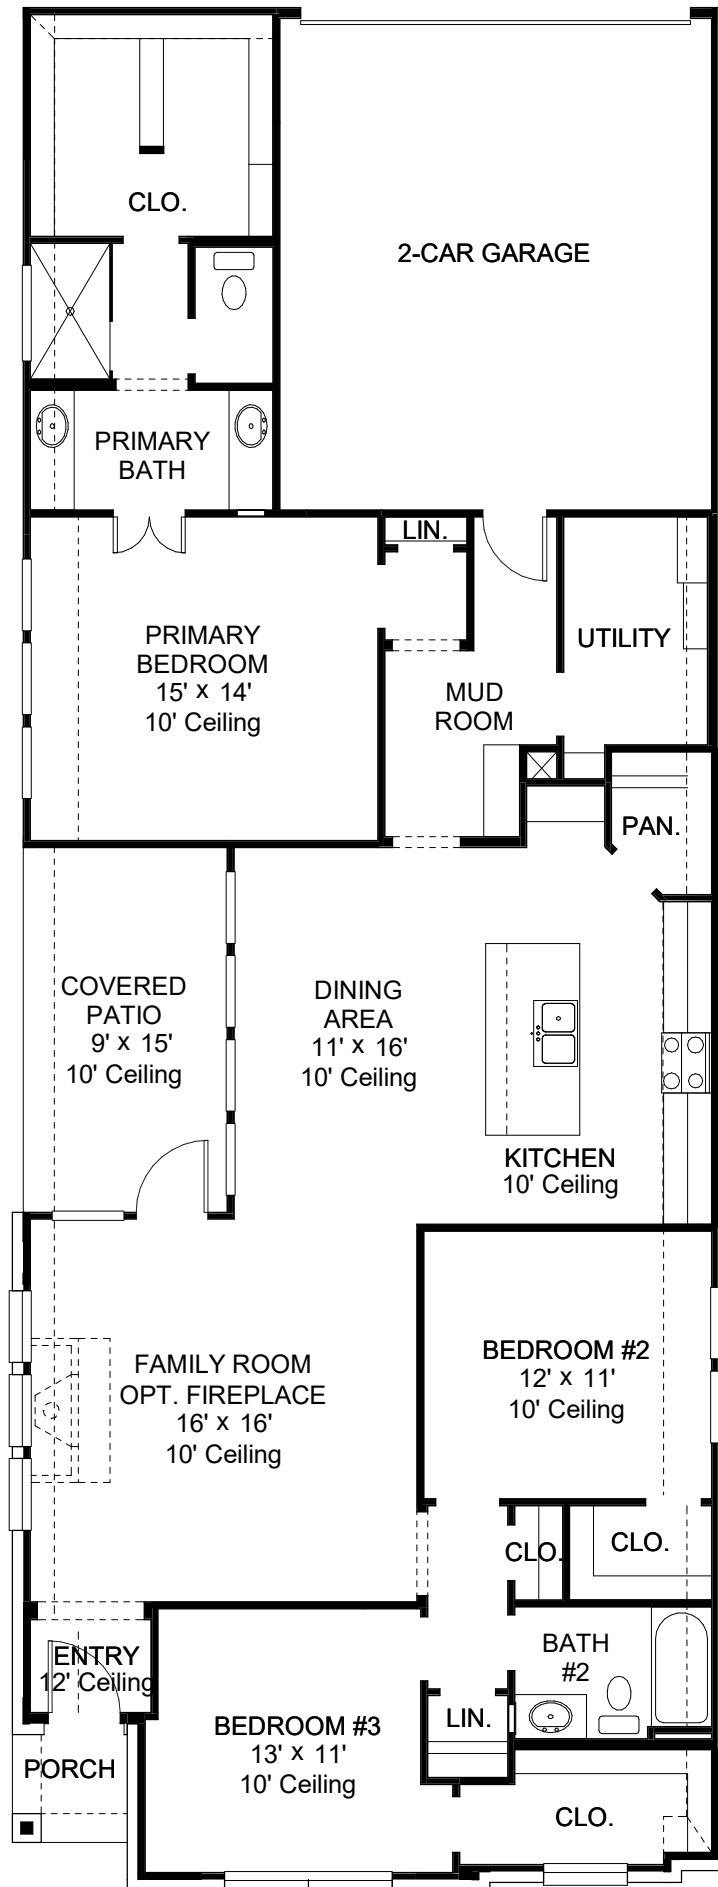 CLO.
2-CAR GARAGE
PRIMARY
BATH
LIN.
PRIMARY
BEDROOM
15' x 14'
10' Ceiling
UTILITY
MUD
ROOM
PAN.
COVERED
PATIO
9' x 15'
10' Ceiling
DINING
AREA
11' x 16'
10' Ceiling
KITCHEN
10' Ceiling
FAMILY ROOM
OPT. FIREPLACE
16' x 16'
10' Ceiling
BEDROOM #2
12' x 11'
10' Ceiling
CLO.
CLO.
ENTRY
12' Ceiling
BATH
#2
LIN.
BEDROOM #3
13' x 11'
10' Ceiling
PORCH
CLO.